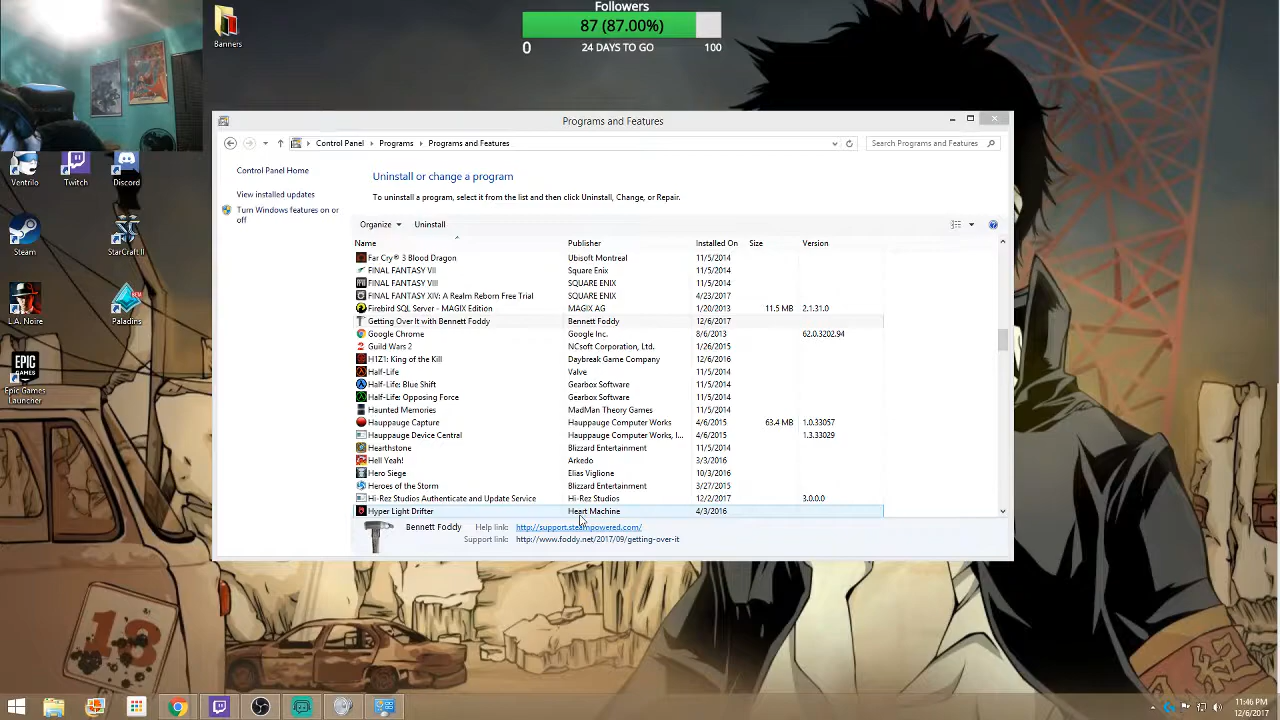 Followers
87 (87.00%)
0 24 DAYS TO GO 100
Banners
Ventrilo
Twitch
Discord
Steam
StarCraft II
L.A. Noire
Paladins
Epic Games
Launcher
Programs and Features
Control Panel Programs Programs and Features
Search Programs and Features
Control Panel Home
View installed updates
Turn Windows features on or
off
Uninstall or change a program
To uninstall a program, select it from the list and then click Uninstall, Change, or Repair.
Organize Uninstall
Name Publisher Installed On Size Version
Far Cry® 3 Blood Dragon Ubisoft Montreal 11/5/2014
FINAL FANTASY VII Square Enix 11/5/2014
FINAL FANTASY VIII SQUARE ENIX 11/5/2014
FINAL FANTASY XIV: A Realm Reborn Free Trial SQUARE ENIX 4/23/2017
Firebird SQL Server - MAGIX Edition MAGIX AG 1/20/2013 11.5 MB 2.1.31.0
Getting Over It with Bennett Foddy Bennett Foddy 12/6/2017
Google Chrome Google Inc. 8/6/2013 62.0.3202.94
Guild Wars 2 NCsoft Corporation, Ltd. 1/26/2015
H1Z1: King of the Kill Daybreak Game Company 12/6/2016
Half-Life Valve 11/5/2014
Half-Life: Blue Shift Gearbox Software 11/5/2014
Half-Life: Opposing Force Gearbox Software 11/5/2014
Haunted Memories MadMan Theory Games 11/5/2014
Hauppauge Capture Hauppauge Computer Works 4/6/2015 63.4 MB 1.0.33057
Hauppauge Device Central Hauppauge Computer Works, I... 4/6/2015 1.3.33029
Hearthstone Blizzard Entertainment 11/5/2014
Hell Yeah! Arkedo 3/3/2016
Hero Siege Elias Viglione 10/3/2016
Heroes of the Storm Blizzard Entertainment 3/27/2015
Hi-Rez Studios Authenticate and Update Service Hi-Rez Studios 12/2/2017 3.0.0.0
Hyper Light Drifter Heart Machine 4/3/2016
Bennett Foddy Help link: http://support.steampowered.com/
Support link: http://www.foddy.net/2017/09/getting-over-it
13
11:46 PM
12/6/2017